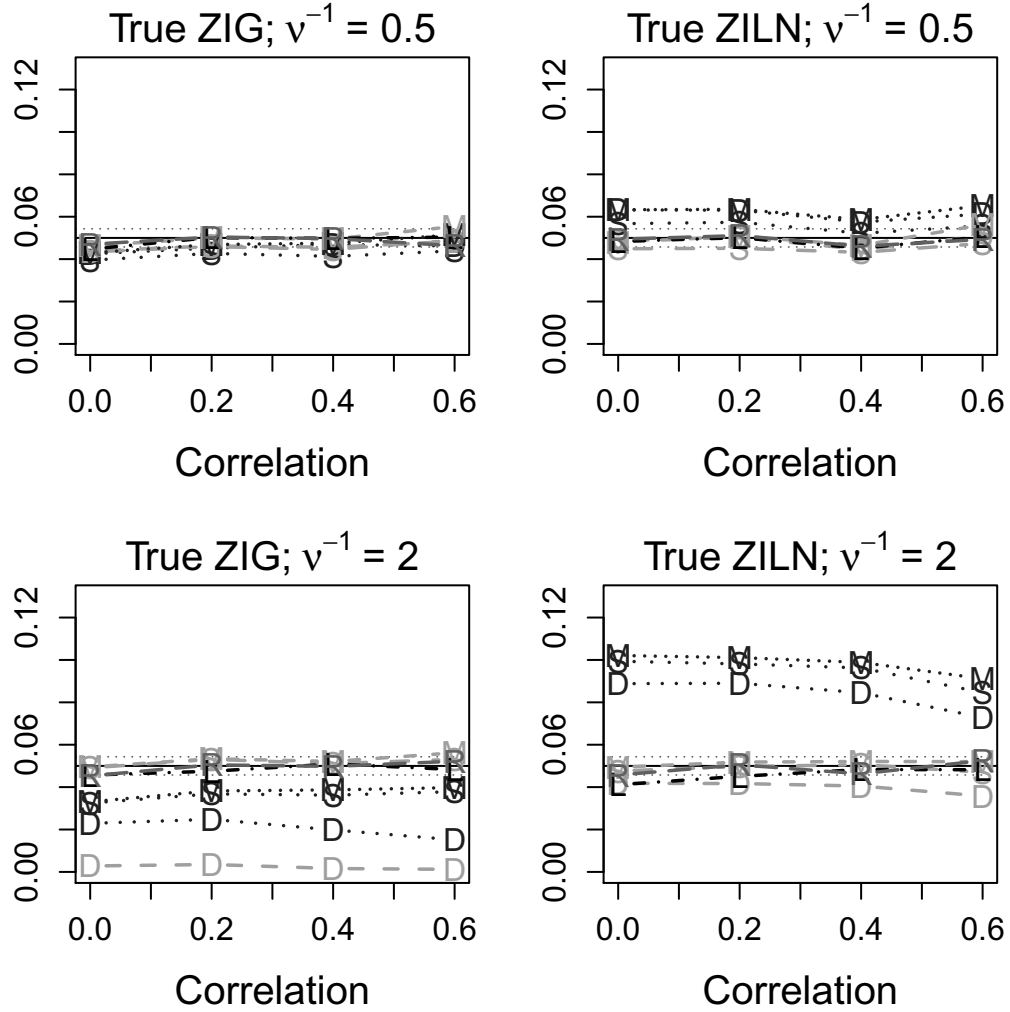 True ZIG; ν⁻¹ = 0.5
0.12
0.06
0.00
0.0 0.2 0.4 0.6
Correlation
True ZILN; ν⁻¹ = 0.5
0.12
0.06
0.00
0.0 0.2 0.4 0.6
Correlation
True ZIG; ν⁻¹ = 2
0.12
0.06
0.00
D D D D
D D D D
0.0 0.2 0.4 0.6
Correlation
True ZILN; ν⁻¹ = 2
0.12
0.06
0.00
M M M M
D D D D
0.0 0.2 0.4 0.6
Correlation